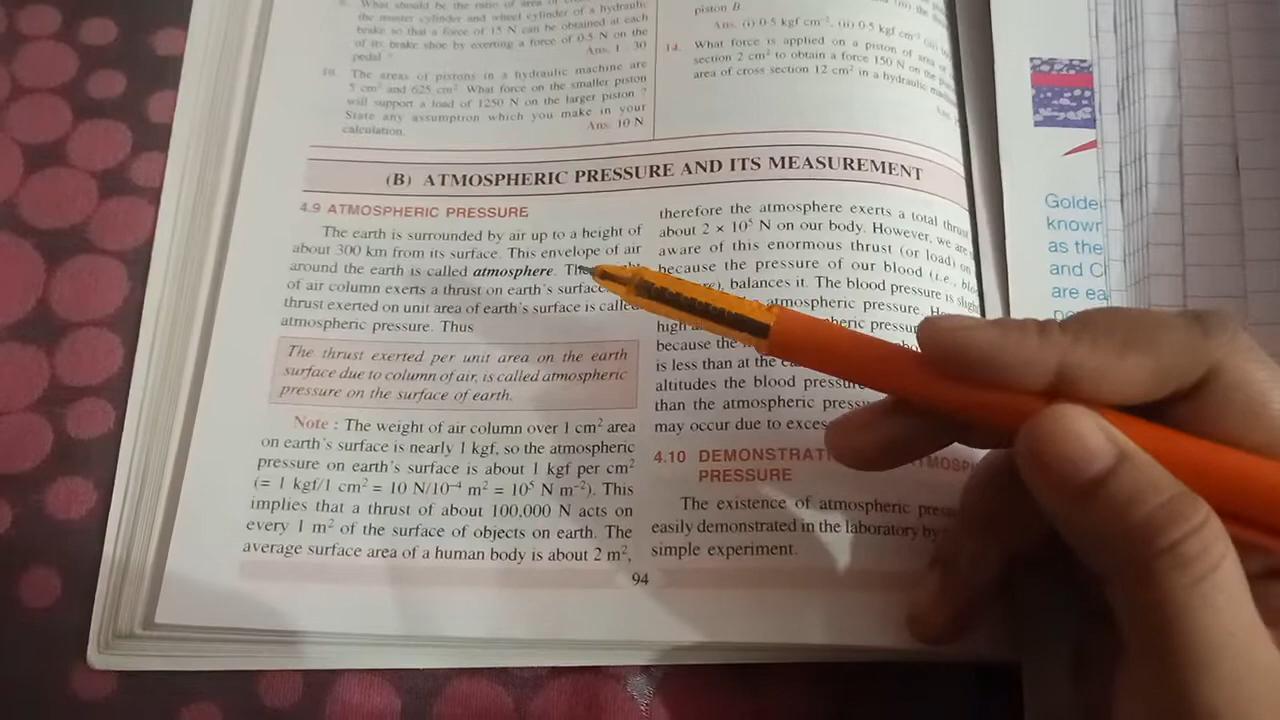 9. What should be the ratio of area of
the master cylinder and wheel cylinder of a hydraulic
brake so that a force of 15 N can be obtained at each
of its brake shoe by exerting a force of 0.5 N on the
pedal
Ans. 1 : 30
10. The areas of pistons in a hydraulic machine are
5 cm² and 625 cm². What force on the smaller piston
will support a load of 1250 N on the larger piston ?
State any assumption which you make in your
calculation.
Ans. 10 N
piston B.
Ans. (i) 0.5 kgf cm⁻², (ii) 0.5 kgf cm⁻²
14. What force is applied on a piston of area of
section 2 cm² to obtain a force 150 N on the
area of cross section 12 cm² in a hydraulic
(B) ATMOSPHERIC PRESSURE AND ITS MEASUREMENT
4.9 ATMOSPHERIC PRESSURE
The earth is surrounded by air up to a height of
about 300 km from its surface. This envelope of air
around the earth is called atmosphere.
of air column exerts a thrust on earth's surface.
thrust exerted on unit area of earth's surface is called
atmospheric pressure. Thus
The thrust exerted per unit area on the earth
surface due to column of air, is called atmospheric
pressure on the surface of earth.
Note : The weight of air column over 1 cm² area
on earth's surface is nearly 1 kgf, so the atmospheric
pressure on earth's surface is about 1 kgf per cm²
(= 1 kgf/1 cm² = 10 N/10⁻⁴ m² = 10⁵ N m⁻²). This
implies that a thrust of about 100,000 N acts on
every 1 m² of the surface of objects on earth. The
average surface area of a human body is about 2 m²,
therefore the atmosphere exerts a total thrust
about 2 × 10⁵ N on our body. However, we are
aware of this enormous thrust (or load) on
because the pressure of our blood (i.e.,
balances it. The blood pressure is
atmospheric pressure.
high
because the
is less than at the
altitudes the blood pressure
than the atmospheric
may occur due to
4.10 DEMONSTRATI
PRESSURE
The existence of atmospheric
easily demonstrated in the laboratory by
simple experiment.
94
Golde
know
as the
and C
are ea